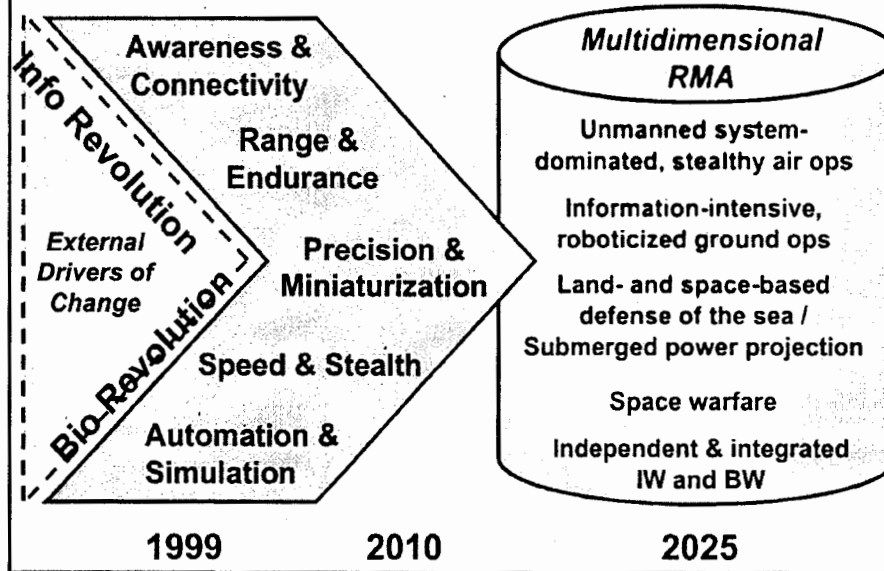 Info Revolution
External
Drivers of
Change
Bio-Revolution
Awareness &
Connectivity
Range &
Endurance
Precision &
Miniaturization
Speed & Stealth
Automation &
Simulation
Multidimensional
RMA
Unmanned system-
dominated, stealthy air ops
Information-intensive,
roboticized ground ops
Land- and space-based
defense of the sea /
Submerged power projection
Space warfare
Independent & integrated
IW and BW
1999 2010 2025